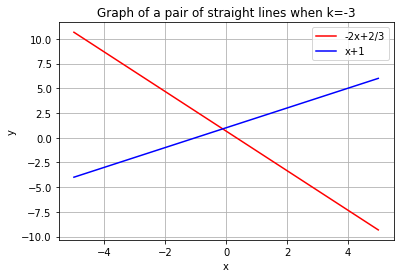 Graph of a pair of straight lines when k=-3
-2x+2/3
x+1
10.0
7.5
5.0
2.5
0.0
-2.5
-5.0
-7.5
-10.0
y
-4 -2 0 2 4
x